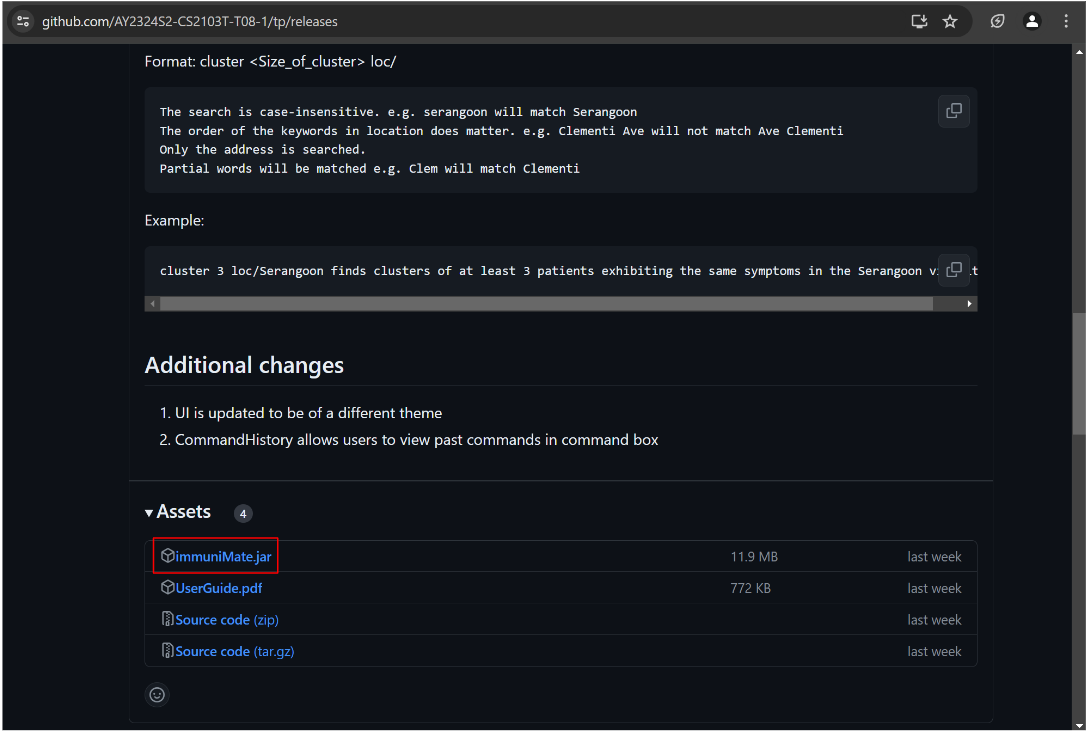 github.com/AY2324S2-CS2103T-T08-1/tp/releases
Format: cluster <Size_of_cluster> loc/
The search is case-insensitive. e.g. serangoon will match Serangoon
The order of the keywords in location does matter. e.g. Clementi Ave will not match Ave Clementi
Only the address is searched.
Partial words will be matched e.g. Clem will match Clementi
Example:
cluster 3 loc/Serangoon finds clusters of at least 3 patients exhibiting the same symptoms in the Serangoon
Additional changes
1. UI is updated to be of a different theme
2. CommandHistory allows users to view past commands in command box
Assets 4
immuniMate.jar 11.9 MB last week
UserGuide.pdf 772 KB last week
Source code (zip) last week
Source code (tar.gz) last week